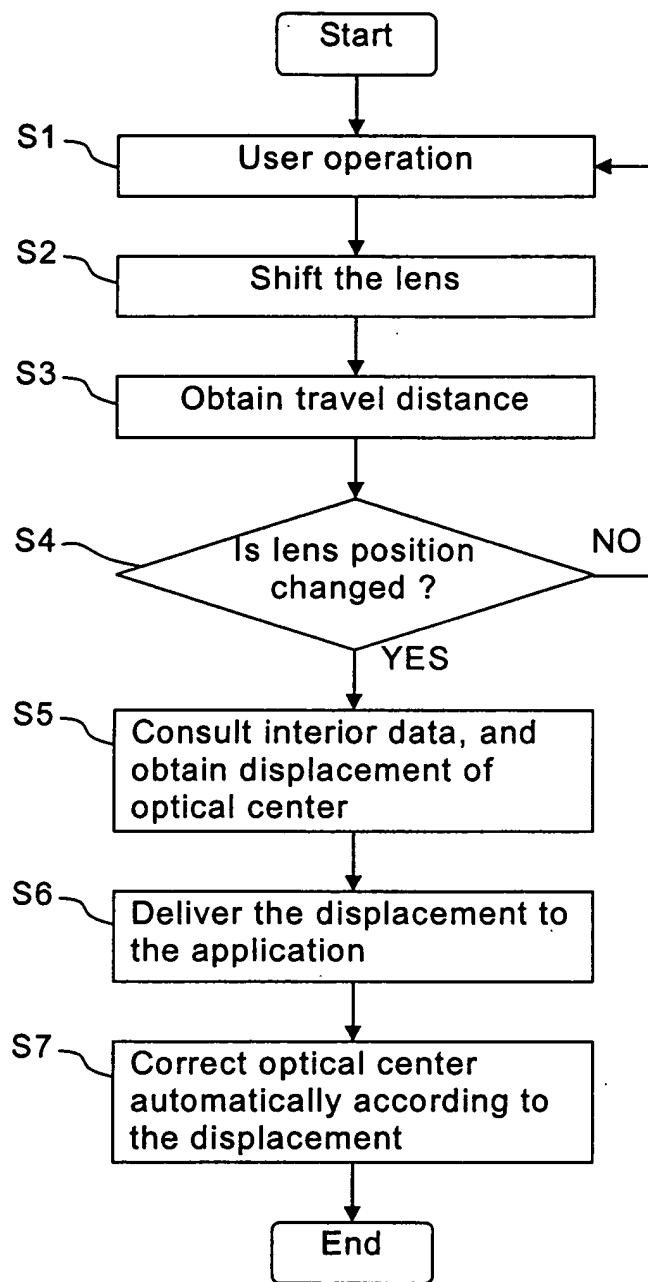 Start
S1
User operation
S2
Shift the lens
S3
Obtain travel distance
S4
Is lens position
changed ?
NO
YES
S5
Consult interior data, and
obtain displacement of
optical center
S6
Deliver the displacement to
the application
S7
Correct optical center
automatically according to
the displacement
End